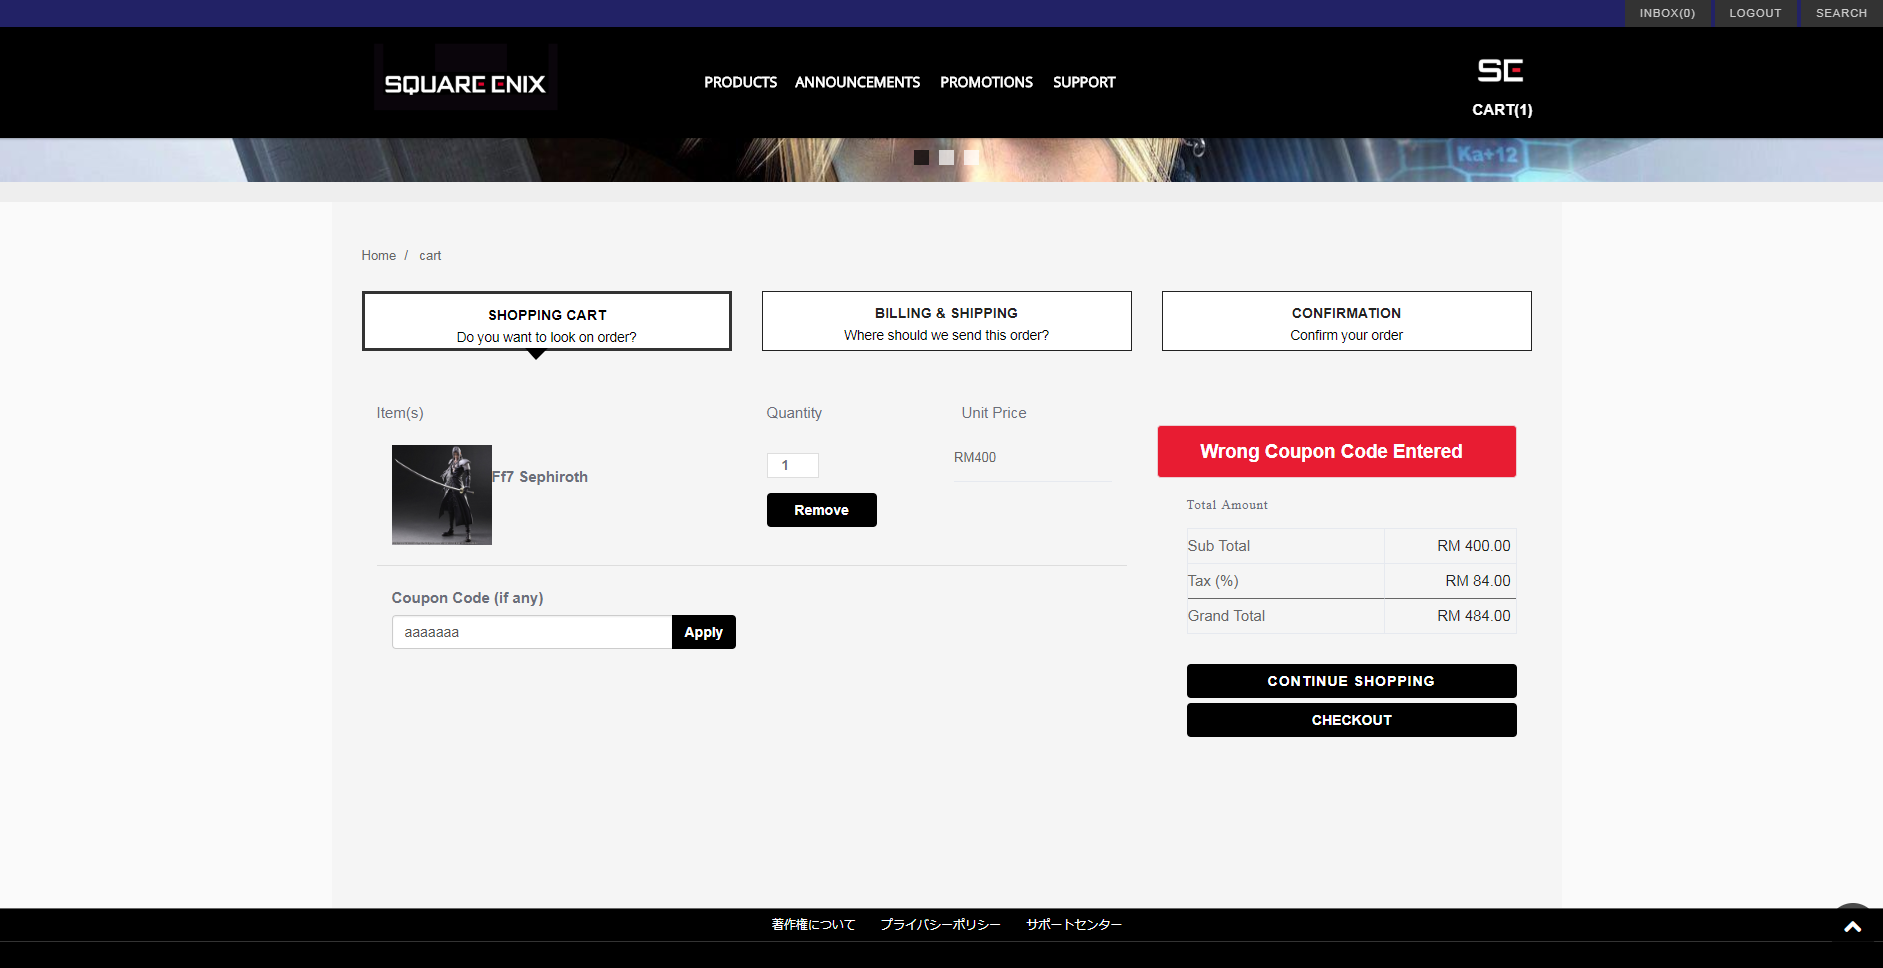 INBOX(0) LOGOUT SEARCH
SQUARE ENIX
PRODUCTS ANNOUNCEMENTS PROMOTIONS SUPPORT
SE
CART(1)
Ka+12
Home / cart
SHOPPING CART
Do you want to look on order?
BILLING & SHIPPING
Where should we send this order?
CONFIRMATION
Confirm your order
Item(s) Quantity Unit Price
Ff7 Sephiroth
1
Remove
RM400
Wrong Coupon Code Entered
Total Amount
Sub Total RM 400.00
Tax (%) RM 84.00
Grand Total RM 484.00
Coupon Code (if any)
aaaaaaa Apply
CONTINUE SHOPPING
CHECKOUT
著作権について プライバシーポリシー サポートセンター